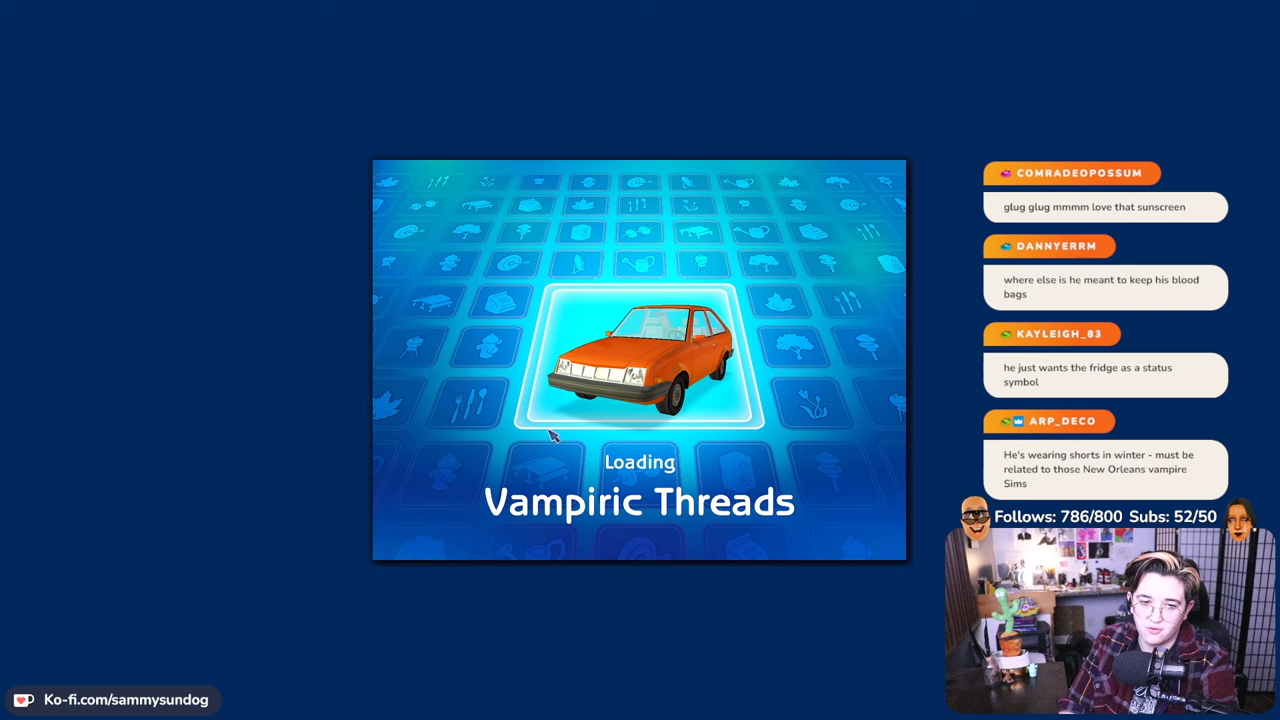 COMRADEOPOSSUM
glug glug mmmm love that sunscreen
DANNYERRM
where else is he meant to keep his blood
bags
KAYLEIGH_83
he just wants the fridge as a status
symbol
ARP_DECO
He's wearing shorts in winter - must be
related to those New Orleans vampire
Sims
Follows: 786/800 Subs: 52/50
Loading
Vampiric Threads
Ko-fi.com/sammysundog